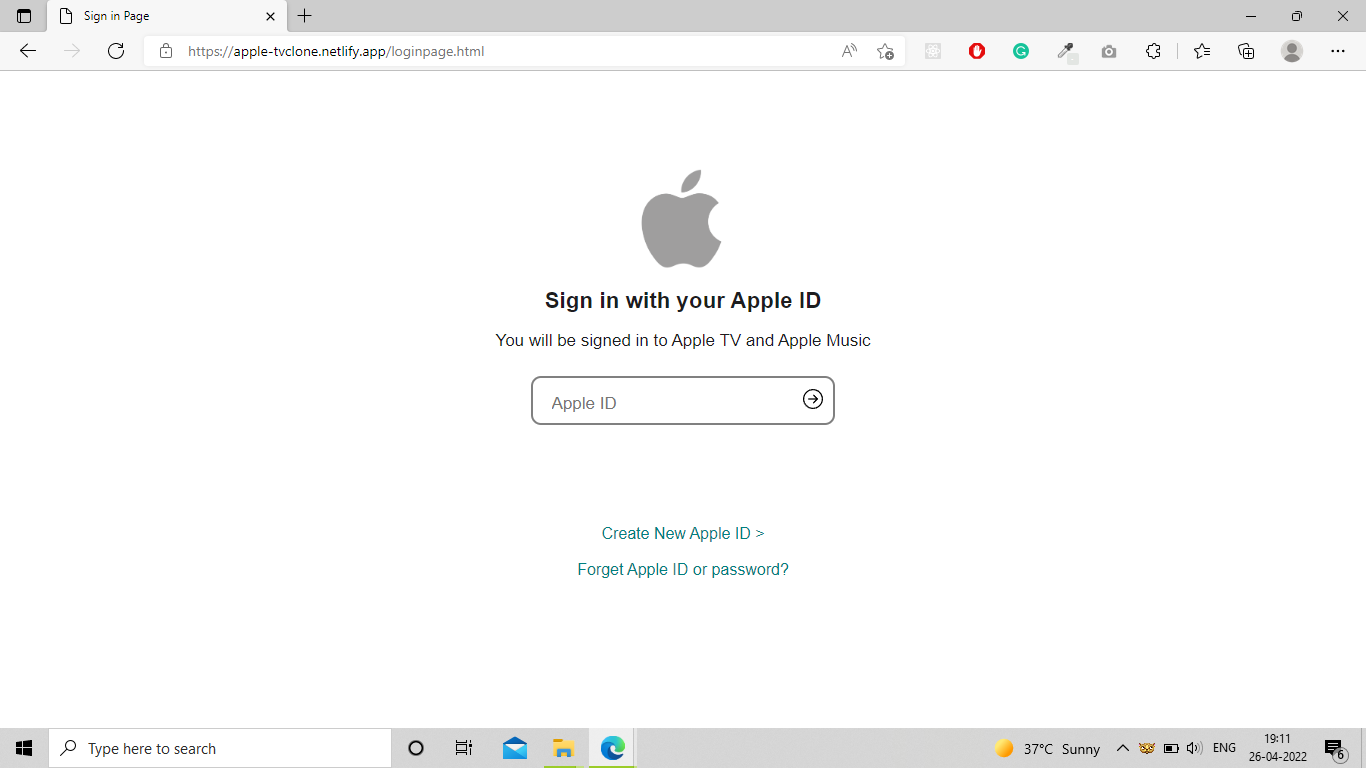 Sign in Page
https://apple-tvclone.netlify.app/loginpage.html
Sign in with your Apple ID
You will be signed in to Apple TV and Apple Music
Apple ID
Create New Apple ID >
Forget Apple ID or password?
Type here to search
37°C Sunny
ENG
19:11
26-04-2022
6